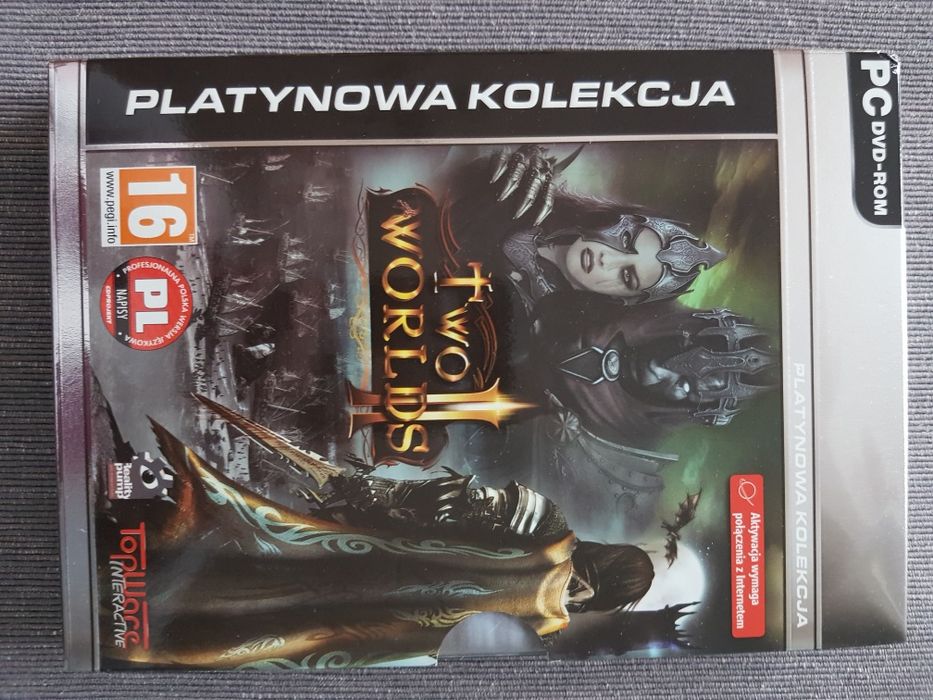 PLATYNOWA KOLEKCJA
PC DVD-ROM
PLATYNOWA KOLEKCJA
Aktywacja wymaga
połączenia z Internetem
TWO
WORLDS
II
16
www.pegi.info
PROFESJONALNA POLSKA WERSJA JĘZYKOWA
PL
NAPISY
CDPROJEKT
Reality
pump
TopWare
INTERACTIVE